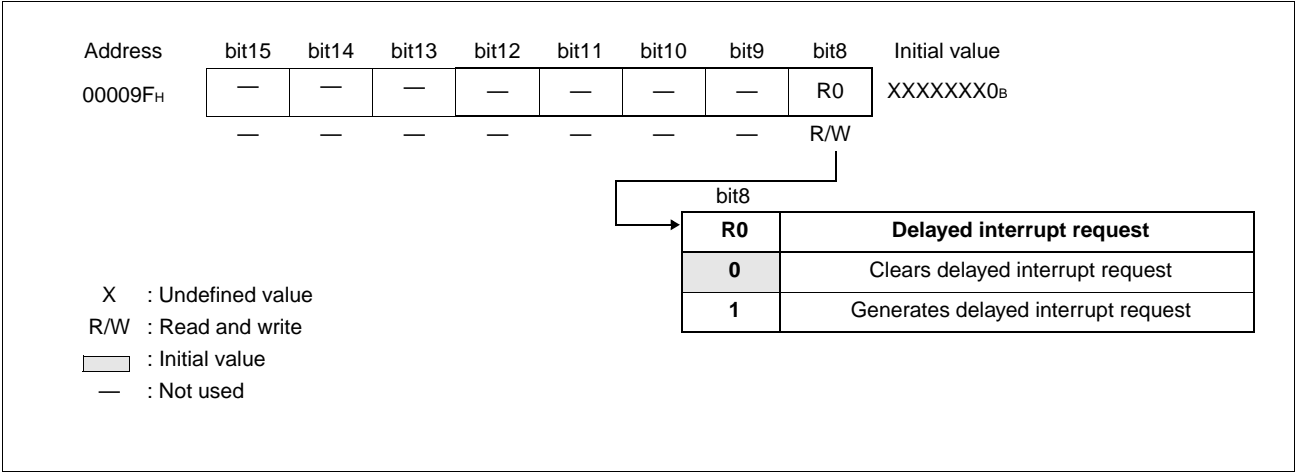 Address bit15 bit14 bit13 bit12 bit11 bit10 bit9 bit8 Initial value
00009FH — — — — — — — R0 XXXXXXX0B
— — — — — — — R/W
bit8
R0 Delayed interrupt request
0 Clears delayed interrupt request
1 Generates delayed interrupt request
X : Undefined value
R/W : Read and write
: Initial value
— : Not used